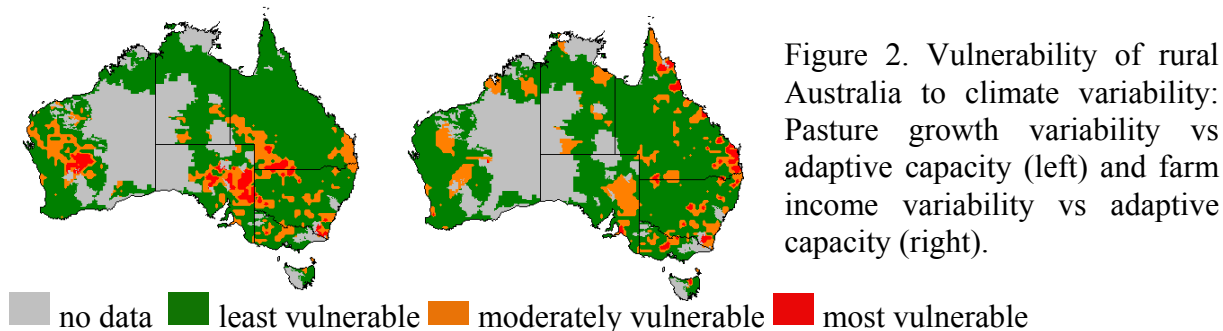 Figure 2. Vulnerability of rural
Australia to climate variability:
Pasture growth variability vs
adaptive capacity (left) and farm
income variability vs adaptive
capacity (right).
no data least vulnerable moderately vulnerable most vulnerable